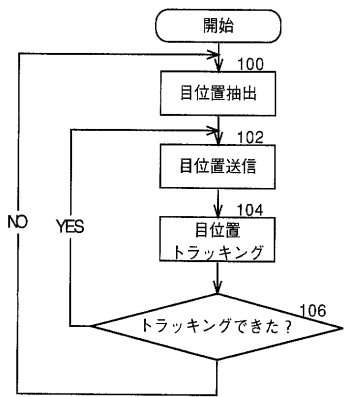 開始
100
目位置抽出
102
目位置送信
104
目位置
トラッキング
NO
YES
106
トラッキングできた？